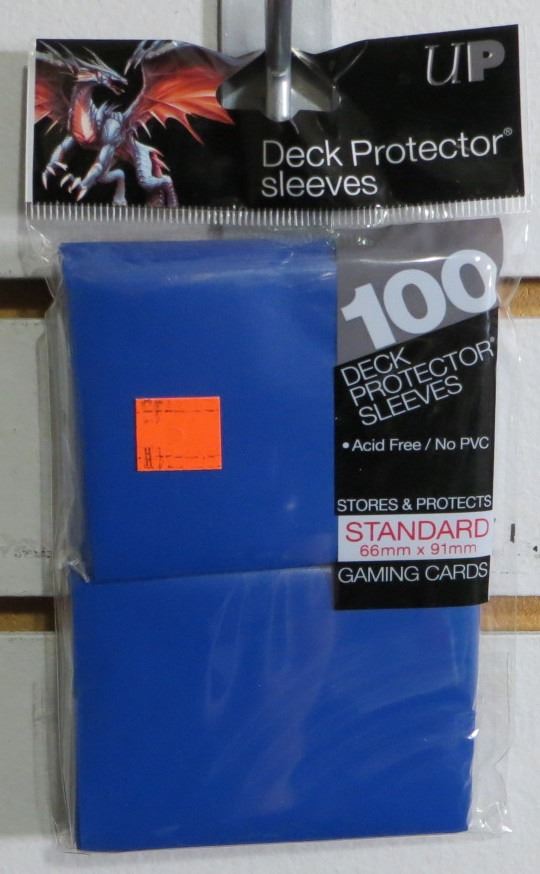 UP
Deck Protector®
sleeves
100
DECK
PROTECTOR®
SLEEVES
• Acid Free / No PVC
STORES & PROTECTS
STANDARD
66mm x 91mm
GAMING CARDS